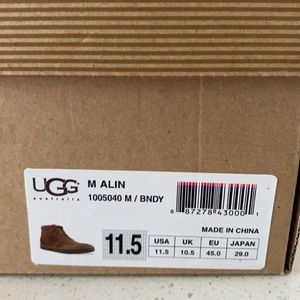 UGG
australia
M ALIN
1005040 M / BNDY
8 87278 43000 1
MADE IN CHINA
11.5
USA UK EU JAPAN
11.5 10.5 45.0 29.0